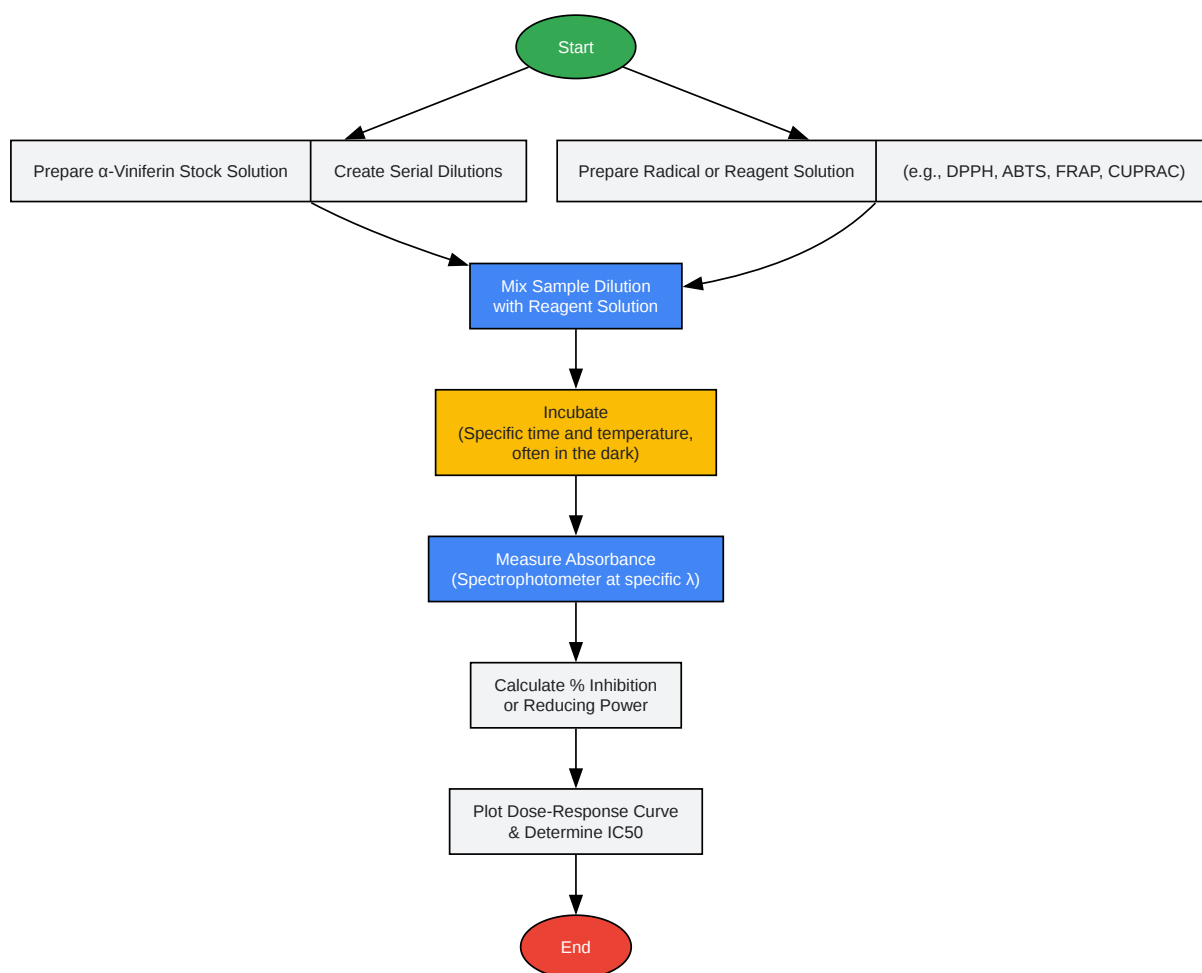 Start
Prepare α-Viniferin Stock Solution
Create Serial Dilutions
Prepare Radical or Reagent Solution
(e.g., DPPH, ABTS, FRAP, CUPRAC)
Mix Sample Dilution
with Reagent Solution
Incubate
(Specific time and temperature,
often in the dark)
Measure Absorbance
(Spectrophotometer at specific λ)
Calculate % Inhibition
or Reducing Power
Plot Dose-Response Curve
& Determine IC50
End